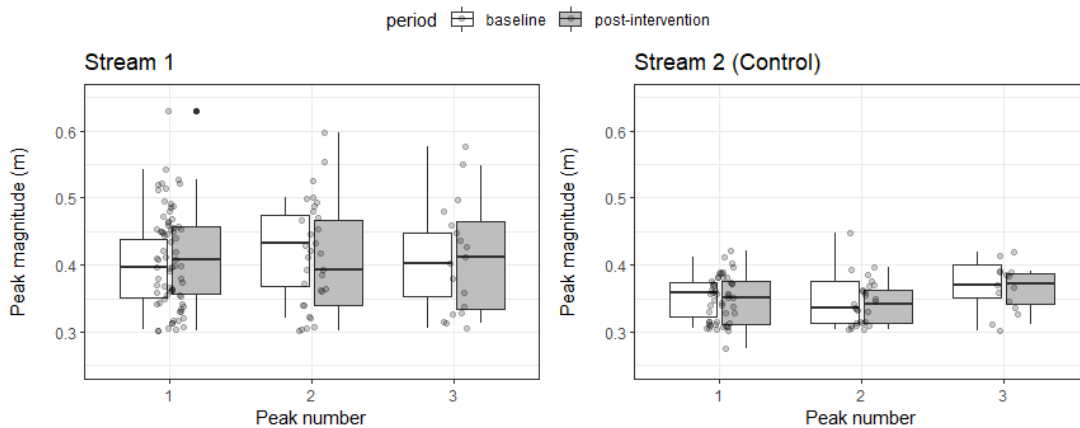 period baseline post-intervention
Stream 1
Peak magnitude (m)
0.6
0.5
0.4
0.3
1 2 3
Peak number
Stream 2 (Control)
Peak magnitude (m)
0.6
0.5
0.4
0.3
1 2 3
Peak number